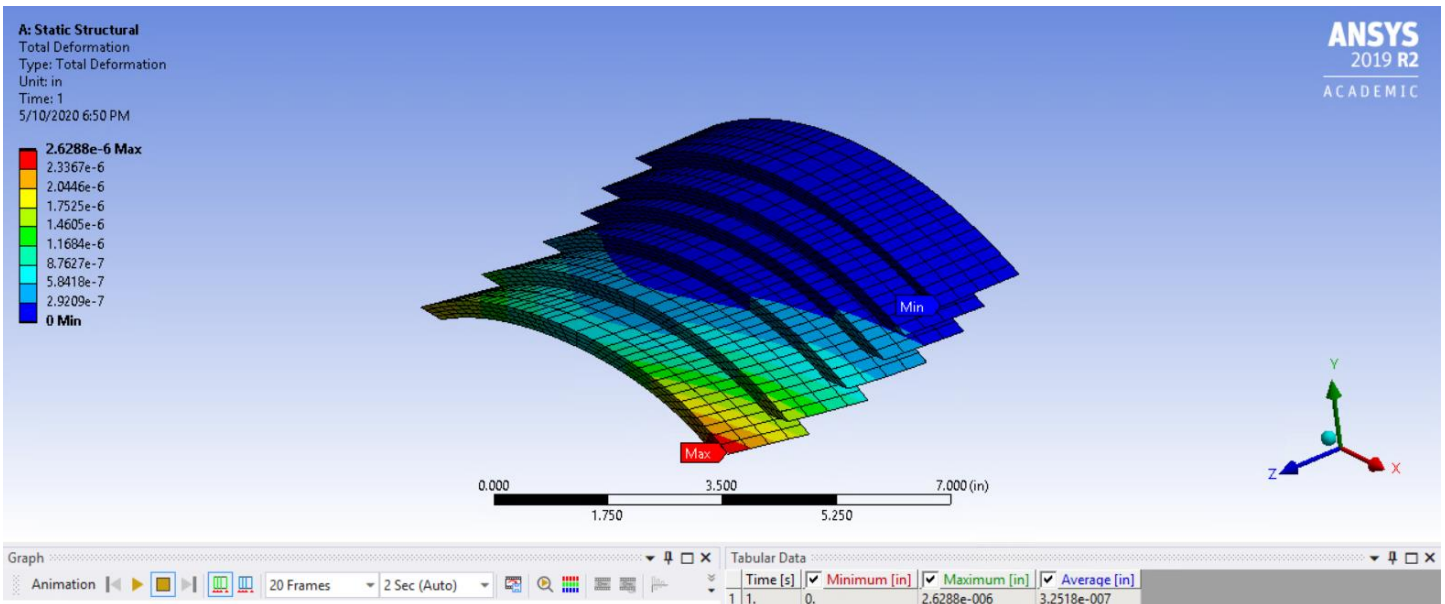 A: Static Structural
Total Deformation
Type: Total Deformation
Unit: in
Time: 1
5/10/2020 6:50 PM
2.6288e-6 Max
2.3367e-6
2.0446e-6
1.7525e-6
1.4605e-6
1.1684e-6
8.7627e-7
5.8418e-7
2.9209e-7
0 Min
ANSYS
2019 R2
ACADEMIC
Min
Max
Y
Z
X
0.000 3.500 7.000 (in)
1.750 5.250
Graph
Animation 20 Frames 2 Sec (Auto)
Tabular Data
Time [s] Minimum [in] Maximum [in] Average [in]
1 1. 0. 2.6288e-006 3.2518e-007